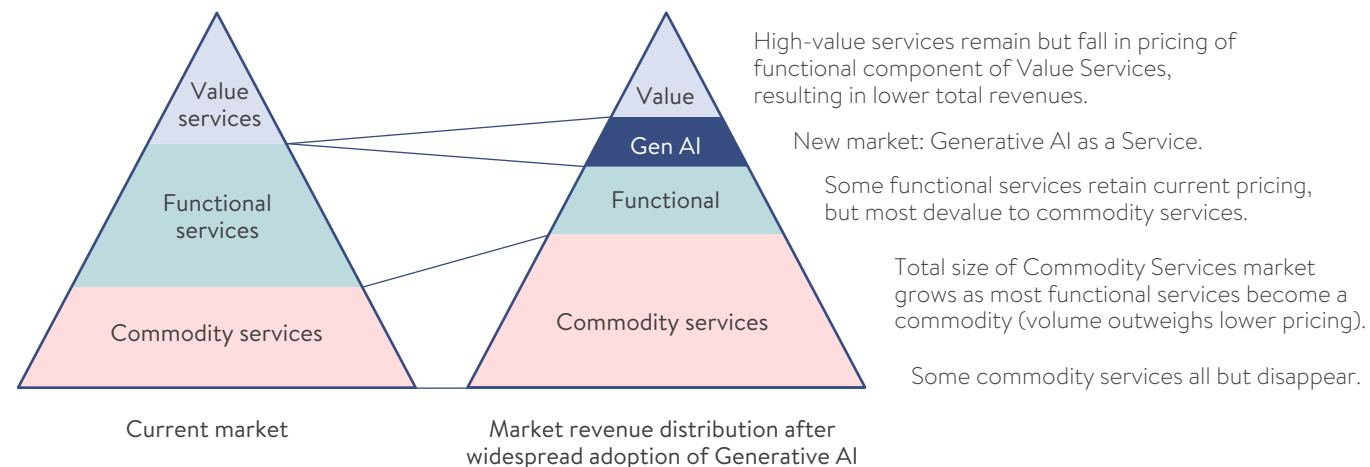 Value
services
Functional
services
Commodity services
Current market
Value
Gen AI
Functional
Commodity services
Market revenue distribution after
widespread adoption of Generative AI
High-value services remain but fall in pricing of
functional component of Value Services,
resulting in lower total revenues.
New market: Generative AI as a Service.
Some functional services retain current pricing,
but most devalue to commodity services.
Total size of Commodity Services market
grows as most functional services become a
commodity (volume outweighs lower pricing).
Some commodity services all but disappear.